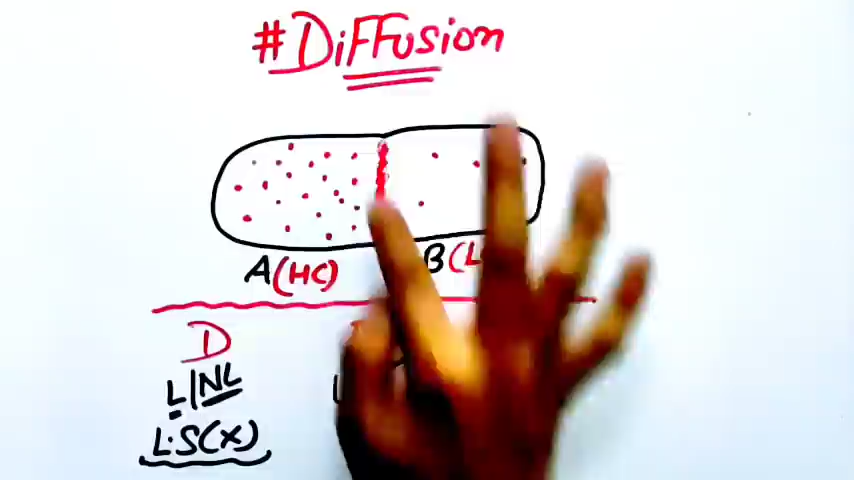 #DiFFusion
A(HC) B(L
D
L|NL
L.S(X)